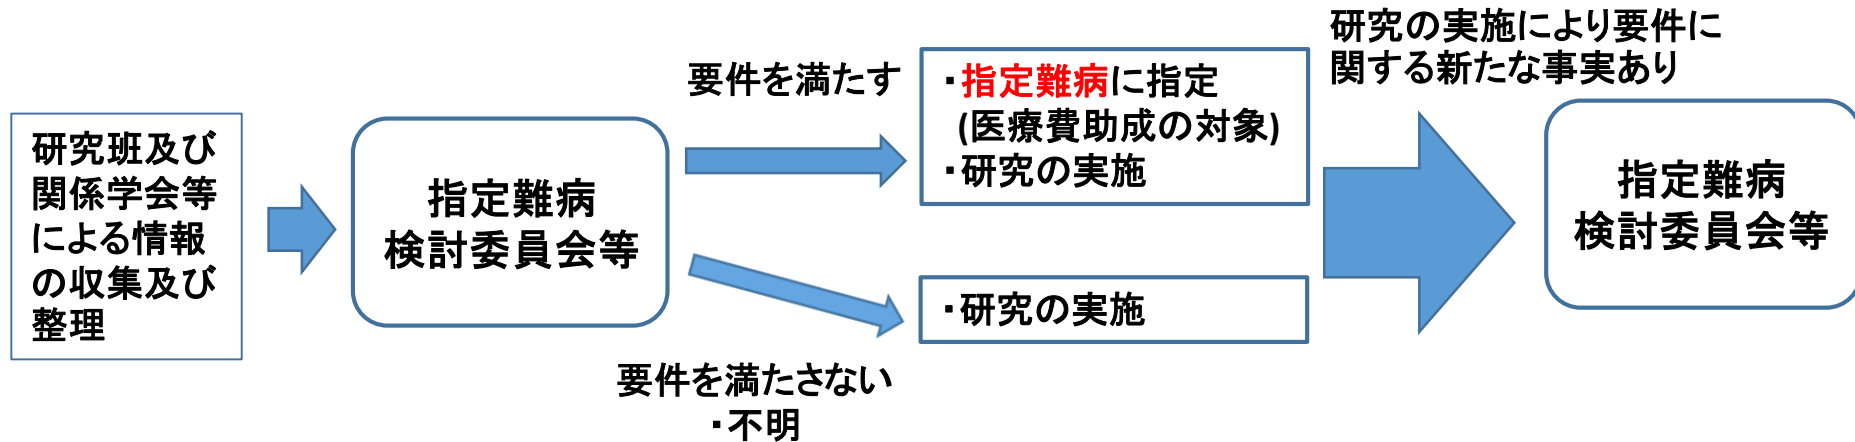 研究班及び
関係学会等
による情報
の収集及び
整理
指定難病
検討委員会等
要件を満たす
・指定難病に指定
(医療費助成の対象)
・研究の実施
要件を満たさない
・不明
・研究の実施
研究の実施により要件に
関する新たな事実あり
指定難病
検討委員会等